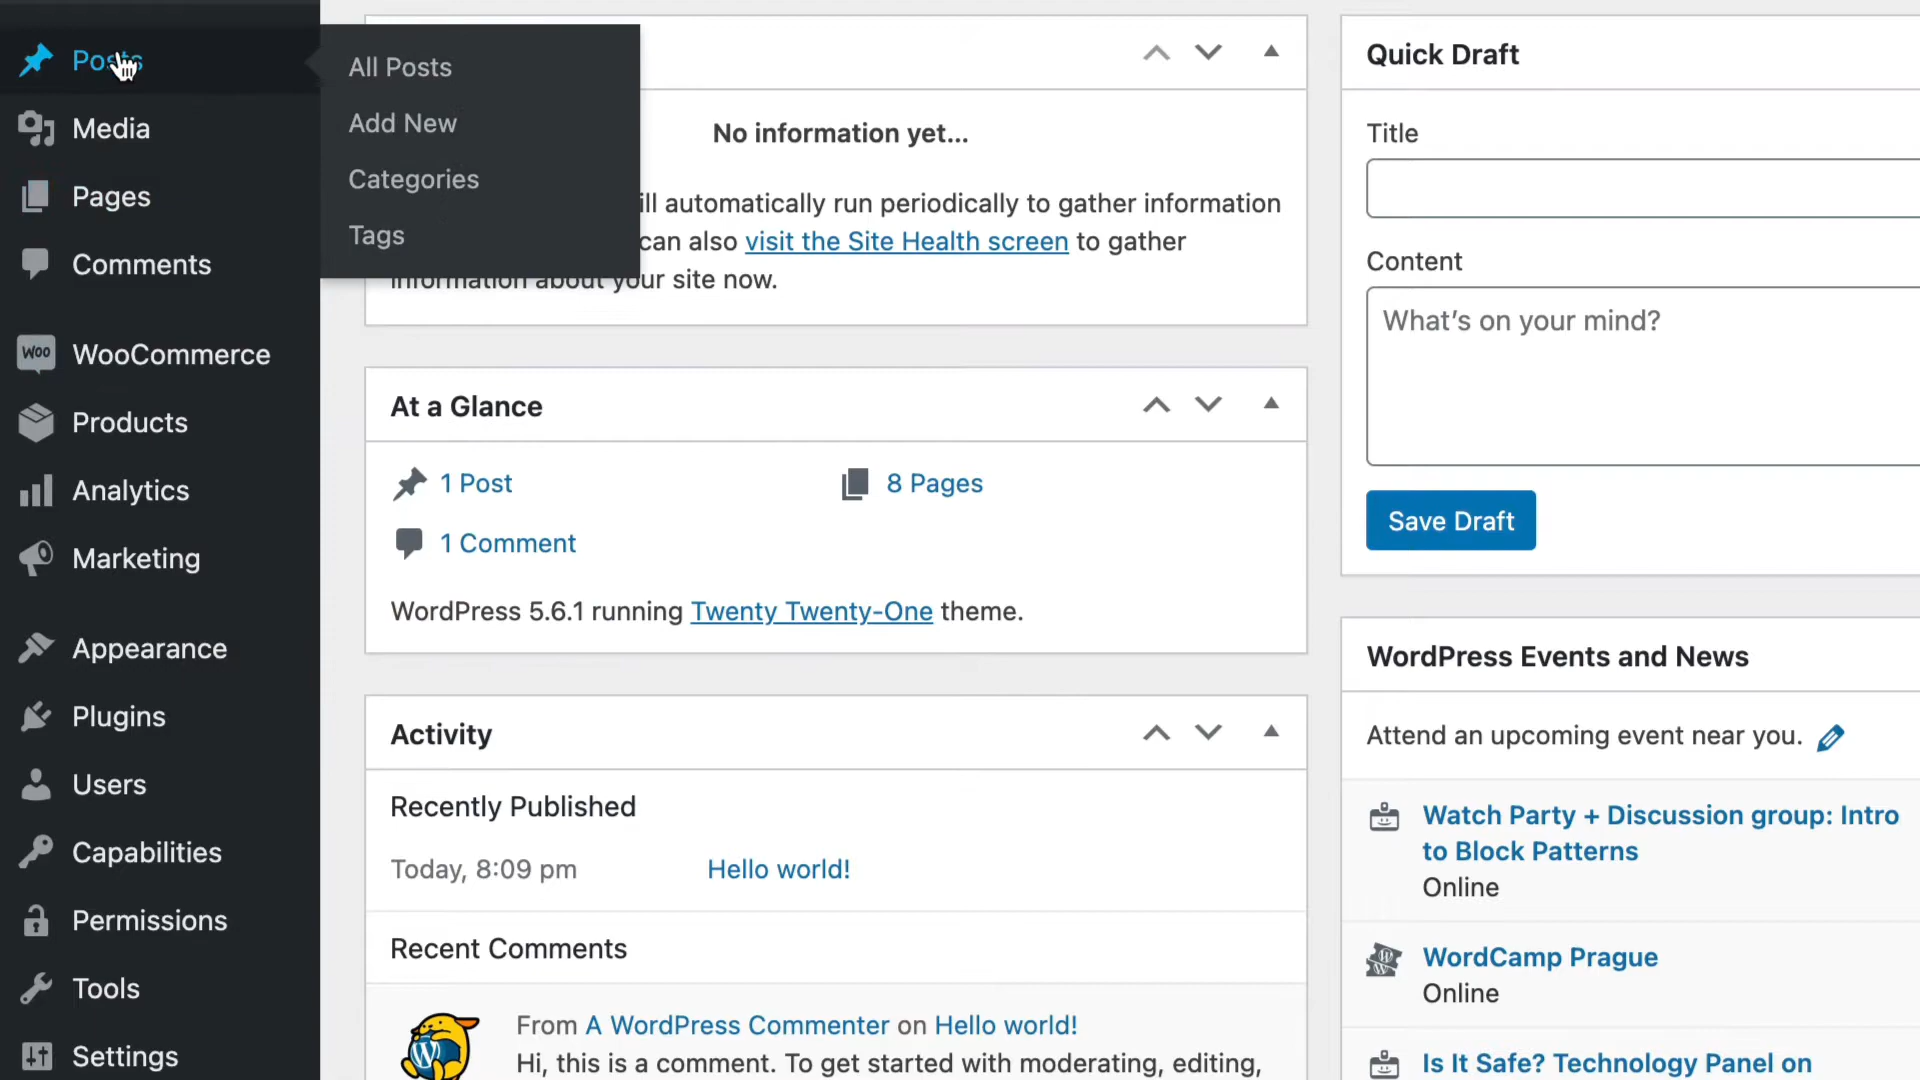 Posts
Media
Pages
Comments
WOO
WooCommerce
Products
Analytics
Marketing
Appearance
Plugins
Users
Capabilities
Permissions
Tools
Settings
All Posts
Add New
Categories
Tags
No information yet...
ill automatically run periodically to gather information
can also visit the Site Health screen to gather
information about your site now.
At a Glance
1 Post
8 Pages
1 Comment
WordPress 5.6.1 running Twenty Twenty-One theme.
Activity
Recently Published
Today, 8:09 pm Hello world!
Recent Comments
From A WordPress Commenter on Hello world!
Hi, this is a comment. To get started with moderating, editing,
Quick Draft
Title
Content
What’s on your mind?
Save Draft
WordPress Events and News
Attend an upcoming event near you.
Watch Party + Discussion group: Intro
to Block Patterns
Online
WordCamp Prague
Online
Is It Safe? Technology Panel on